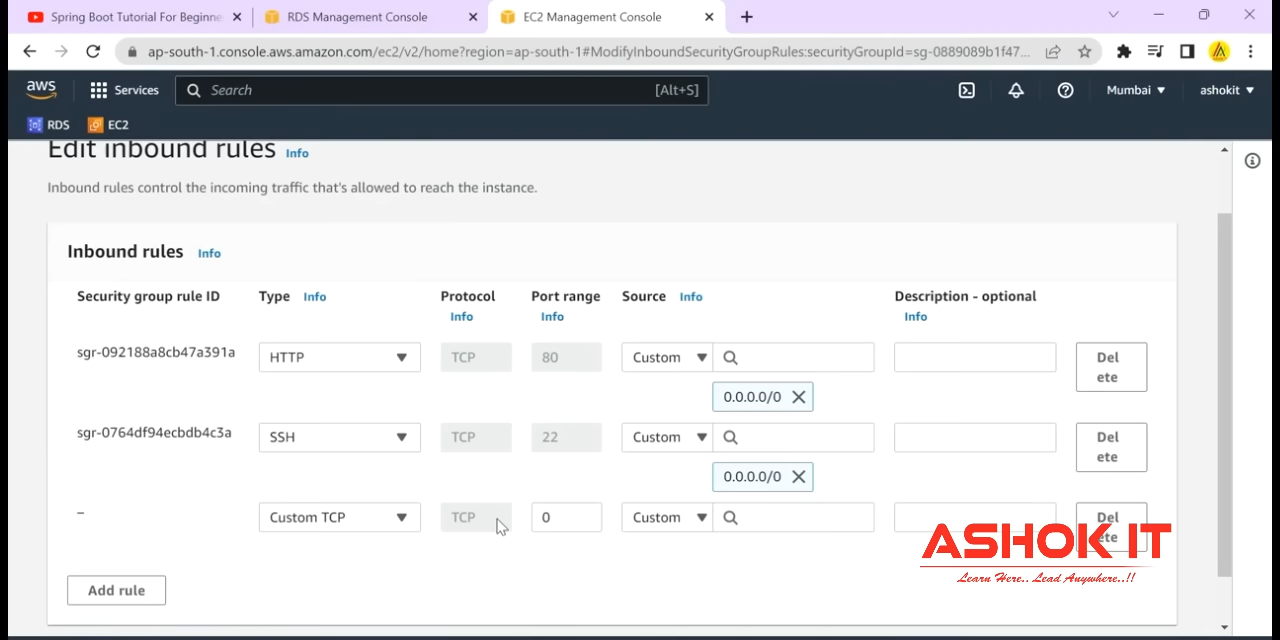 Spring Boot Tutorial For Beginne
RDS Management Console
EC2 Management Console
ap-south-1.console.aws.amazon.com/ec2/v2/home?region=ap-south-1#ModifyInboundSecurityGroupRules:securityGroupId=sg-0889089b1f47...
aws
Services
Search
[Alt+S]
Mumbai
ashokit
RDS
EC2
Edit inbound rules Info
Inbound rules control the incoming traffic that's allowed to reach the instance.
Inbound rules Info
Security group rule ID
Type Info
Protocol
Info
Port range
Info
Source Info
Description - optional
Info
sgr-092188a8cb47a391a
HTTP
TCP
80
Custom
0.0.0.0/0
Del
ete
sgr-0764df94ecbdb4c3a
SSH
TCP
22
Custom
0.0.0.0/0
Del
ete
–
Custom TCP
TCP
0
Custom
Del
ete
ASHOK IT
Learn Here.. Lead Anywhere..!!
Add rule